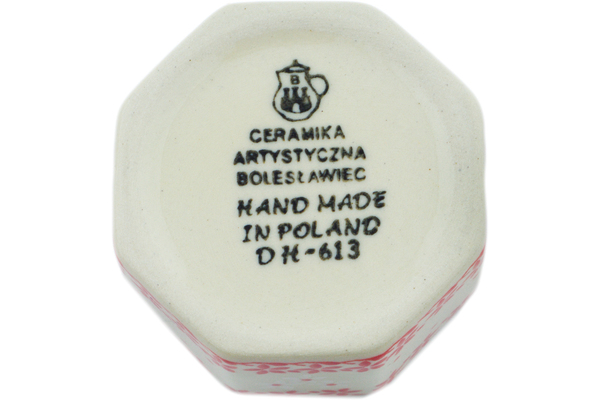 B
CERAMIKA
ARTYSTYCZNA
BOLESŁAWIEC
HAND MADE
IN POLAND
DH-613